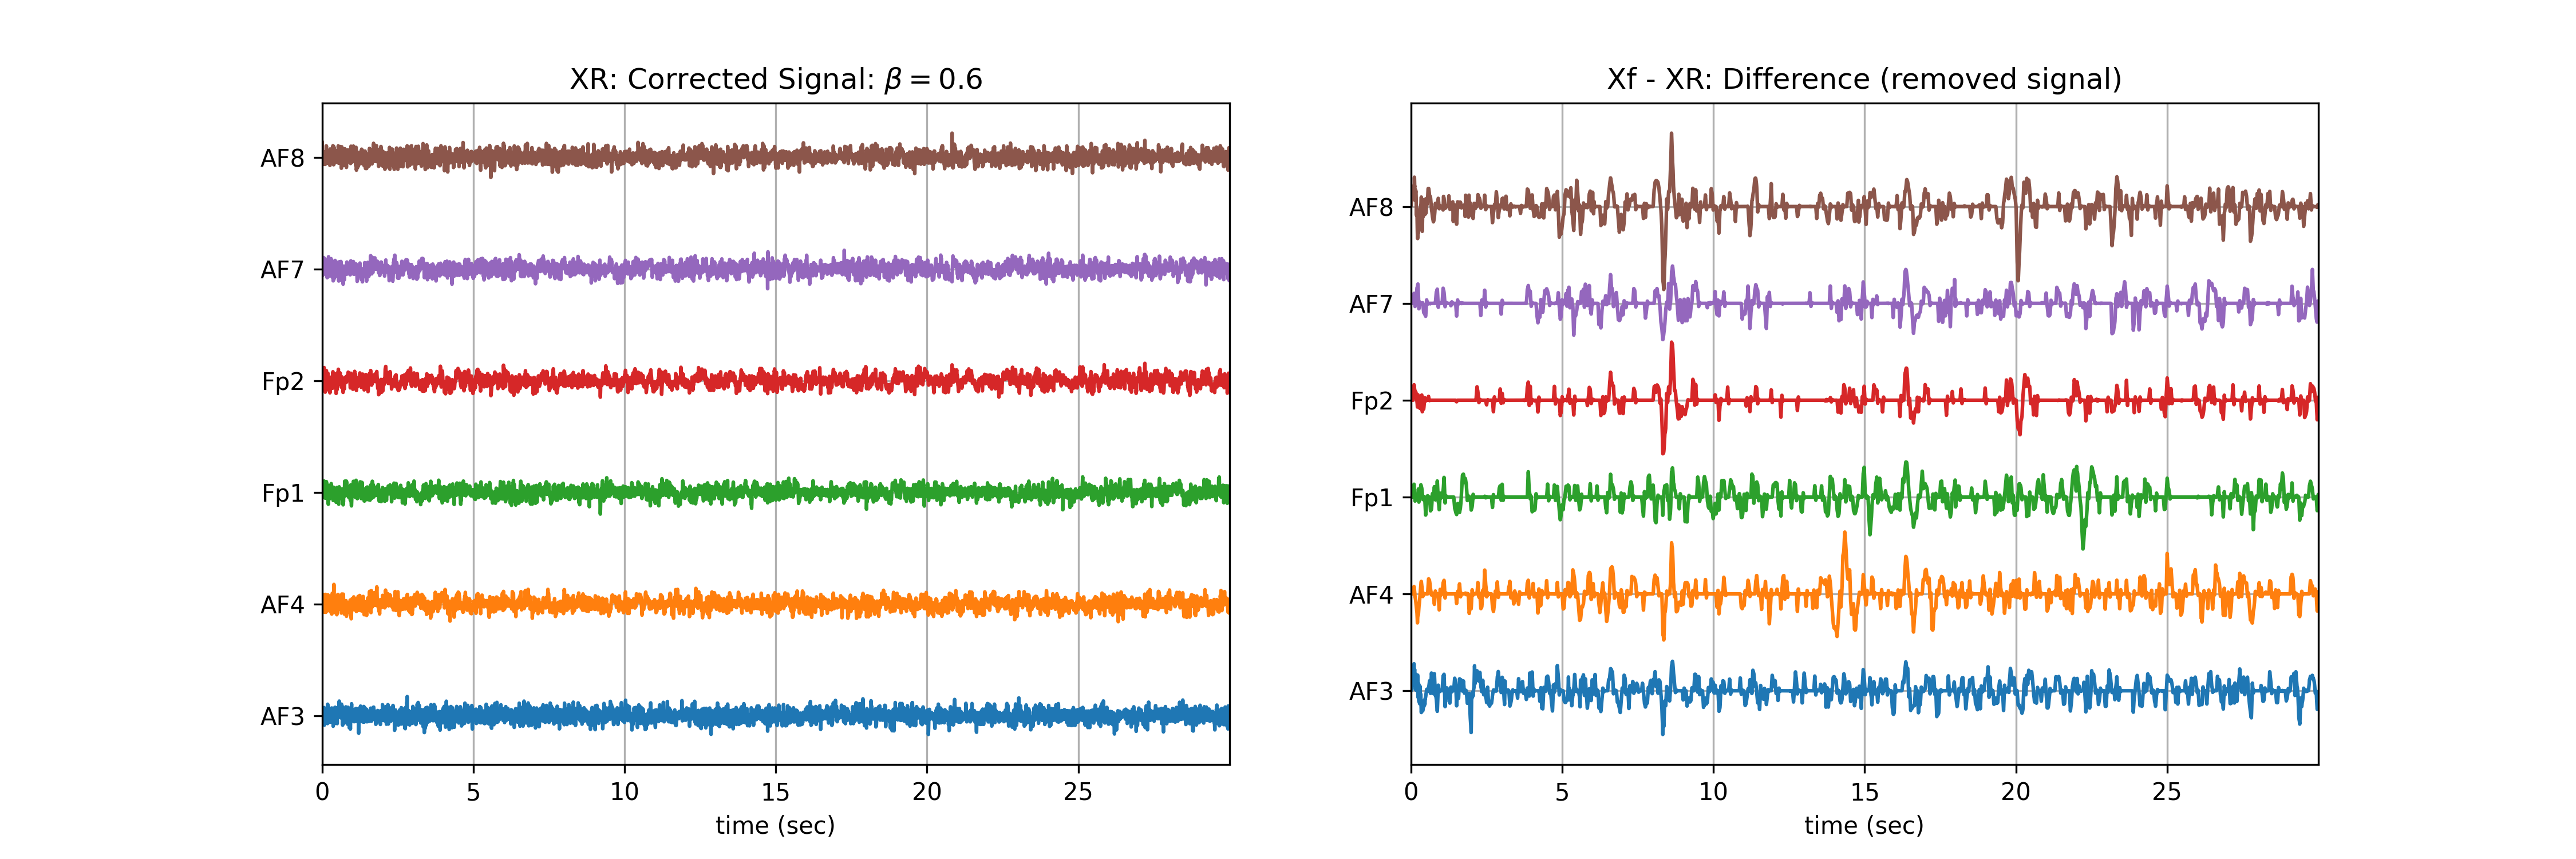 XR: Corrected Signal: β = 0.6
AF8
AF7
Fp2
Fp1
AF4
AF3
0 5 10 15 20 25
time (sec)
Xf - XR: Difference (removed signal)
AF8
AF7
Fp2
Fp1
AF4
AF3
0 5 10 15 20 25
time (sec)